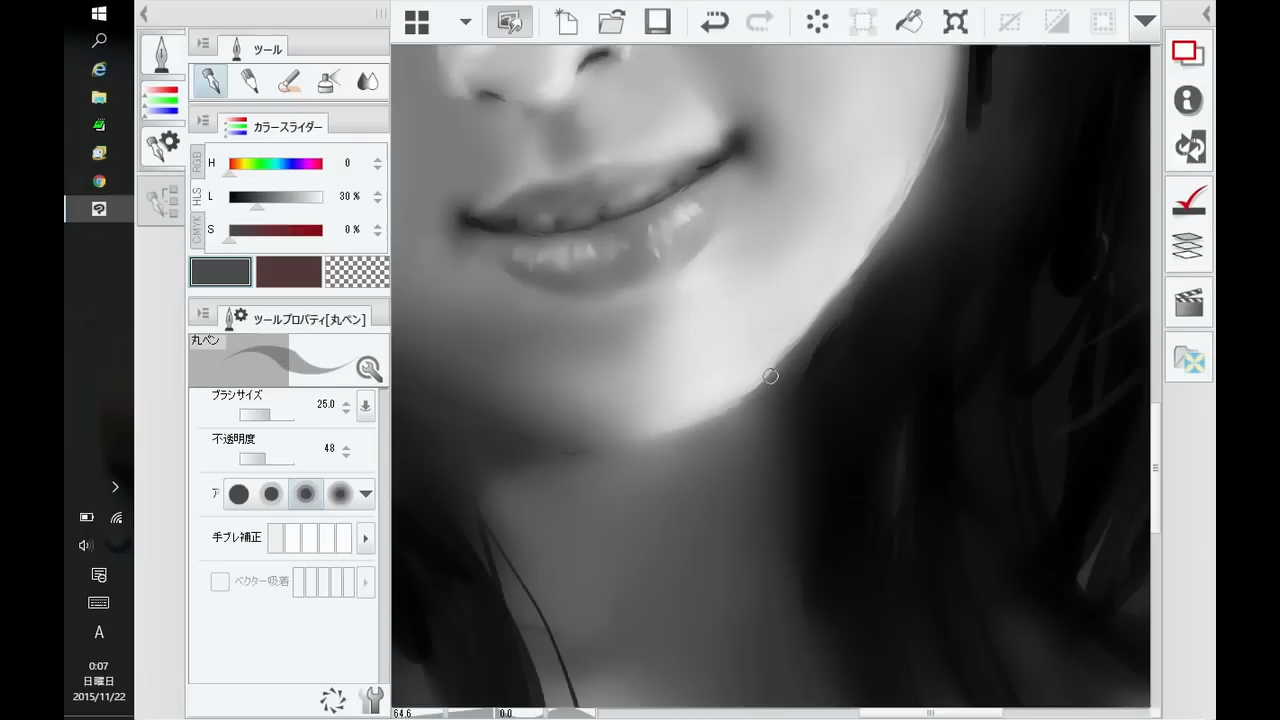 ツール
カラースライダー
RGB
HLS
CMYK
H 0
L 30 %
S 0 %
ツールプロパティ[丸ペン]
丸ペン
ブラシサイズ 25.0
不透明度 48
ア
手ブレ補正
ベクター吸着
A
0:07
日曜日
2015/11/22
64.6 0.0